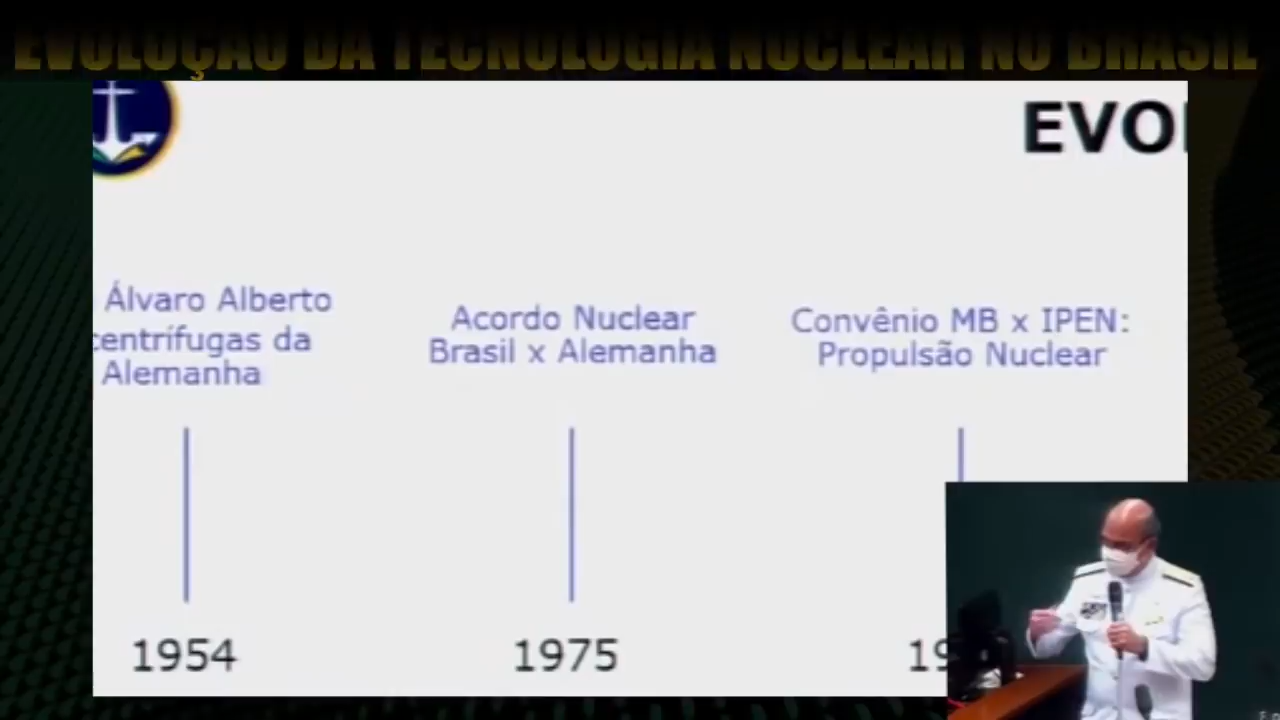 EVOLUÇÃO DA TECNOLOGIA NUCLEAR NO BRASIL
EVO
Álvaro Alberto
centrífugas da
Alemanha
Acordo Nuclear
Brasil x Alemanha
Convênio MB x IPEN:
Propulsão Nuclear
1954
1975
19